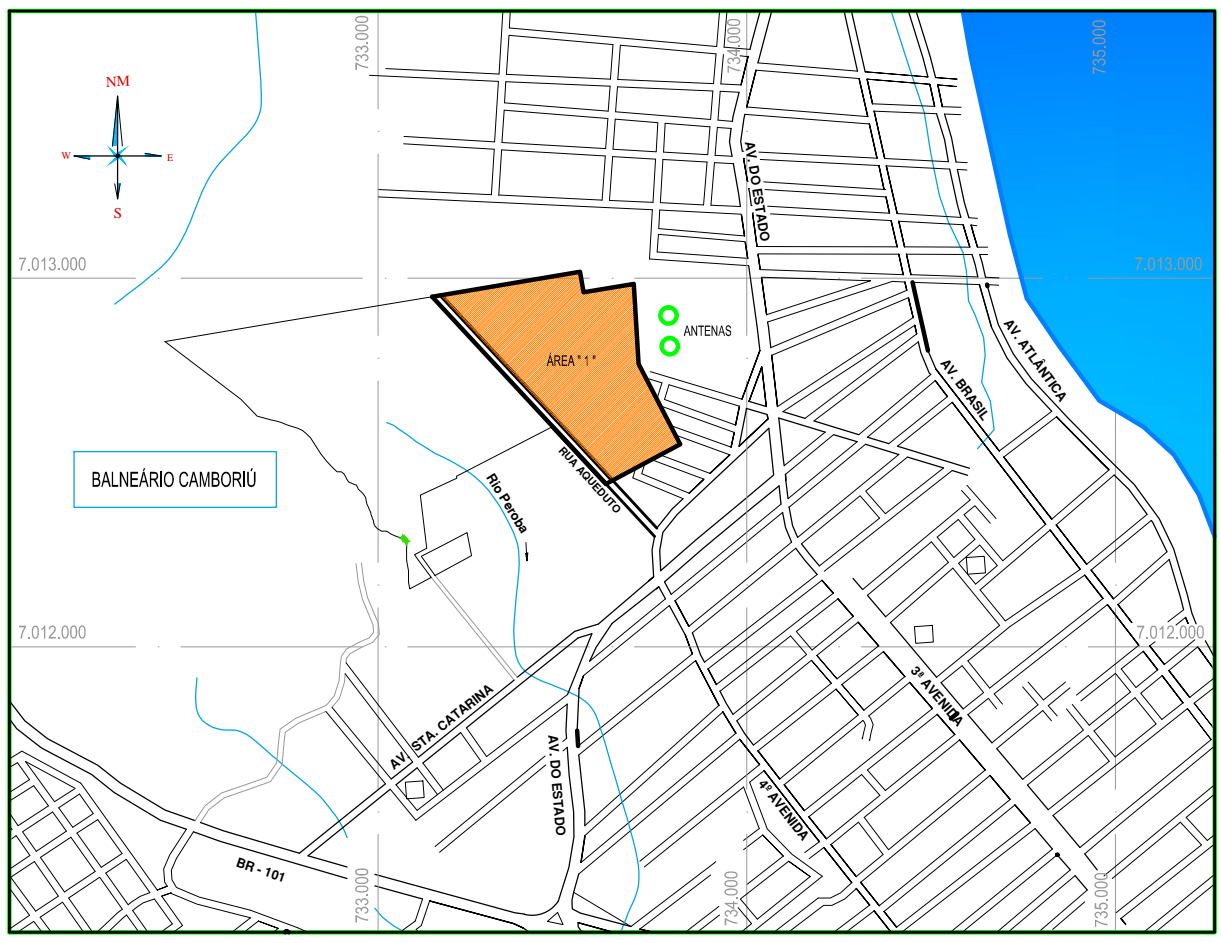 733.000
734.000
735.000
NM
W
E
S
AV. DO ESTADO
7.013.000
7.013.000
ANTENAS
ÁREA " 1 "
AV. ATLÂNTICA
AV. BRASIL
BALNEÁRIO CAMBORIÚ
RUA AQUEDUTO
Rio Peroba
7.012.000
7.012.000
3ª AVENIDA
AV. STA. CATARINA
AV. DO ESTADO
4ª AVENIDA
BR - 101
733.000
734.000
735.000